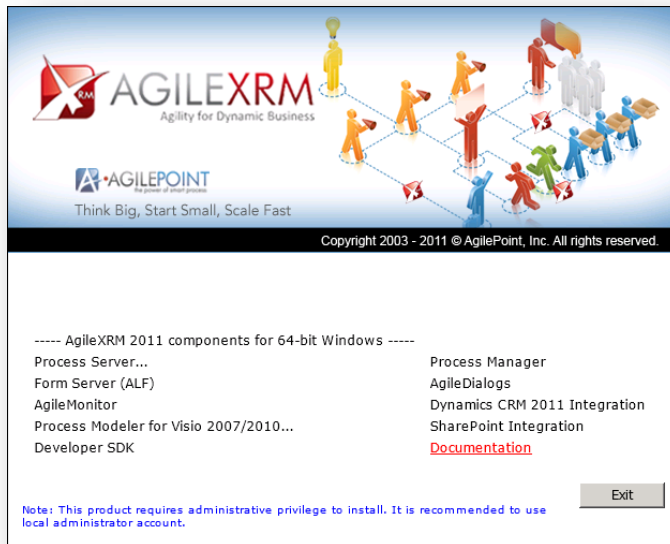 XRM AGILEXRM
Agility for Dynamic Business
A AGILEPOINT
the power of smart process
Think Big, Start Small, Scale Fast
Copyright 2003 - 2011 © AgilePoint, Inc. All rights reserved.
----- AgileXRM 2011 components for 64-bit Windows -----
Process Server...
Process Manager
Form Server (ALF)
AgileDialogs
AgileMonitor
Dynamics CRM 2011 Integration
Process Modeler for Visio 2007/2010...
SharePoint Integration
Developer SDK
Documentation
Exit
Note: This product requires administrative privilege to install. It is recommended to use
local administrator account.